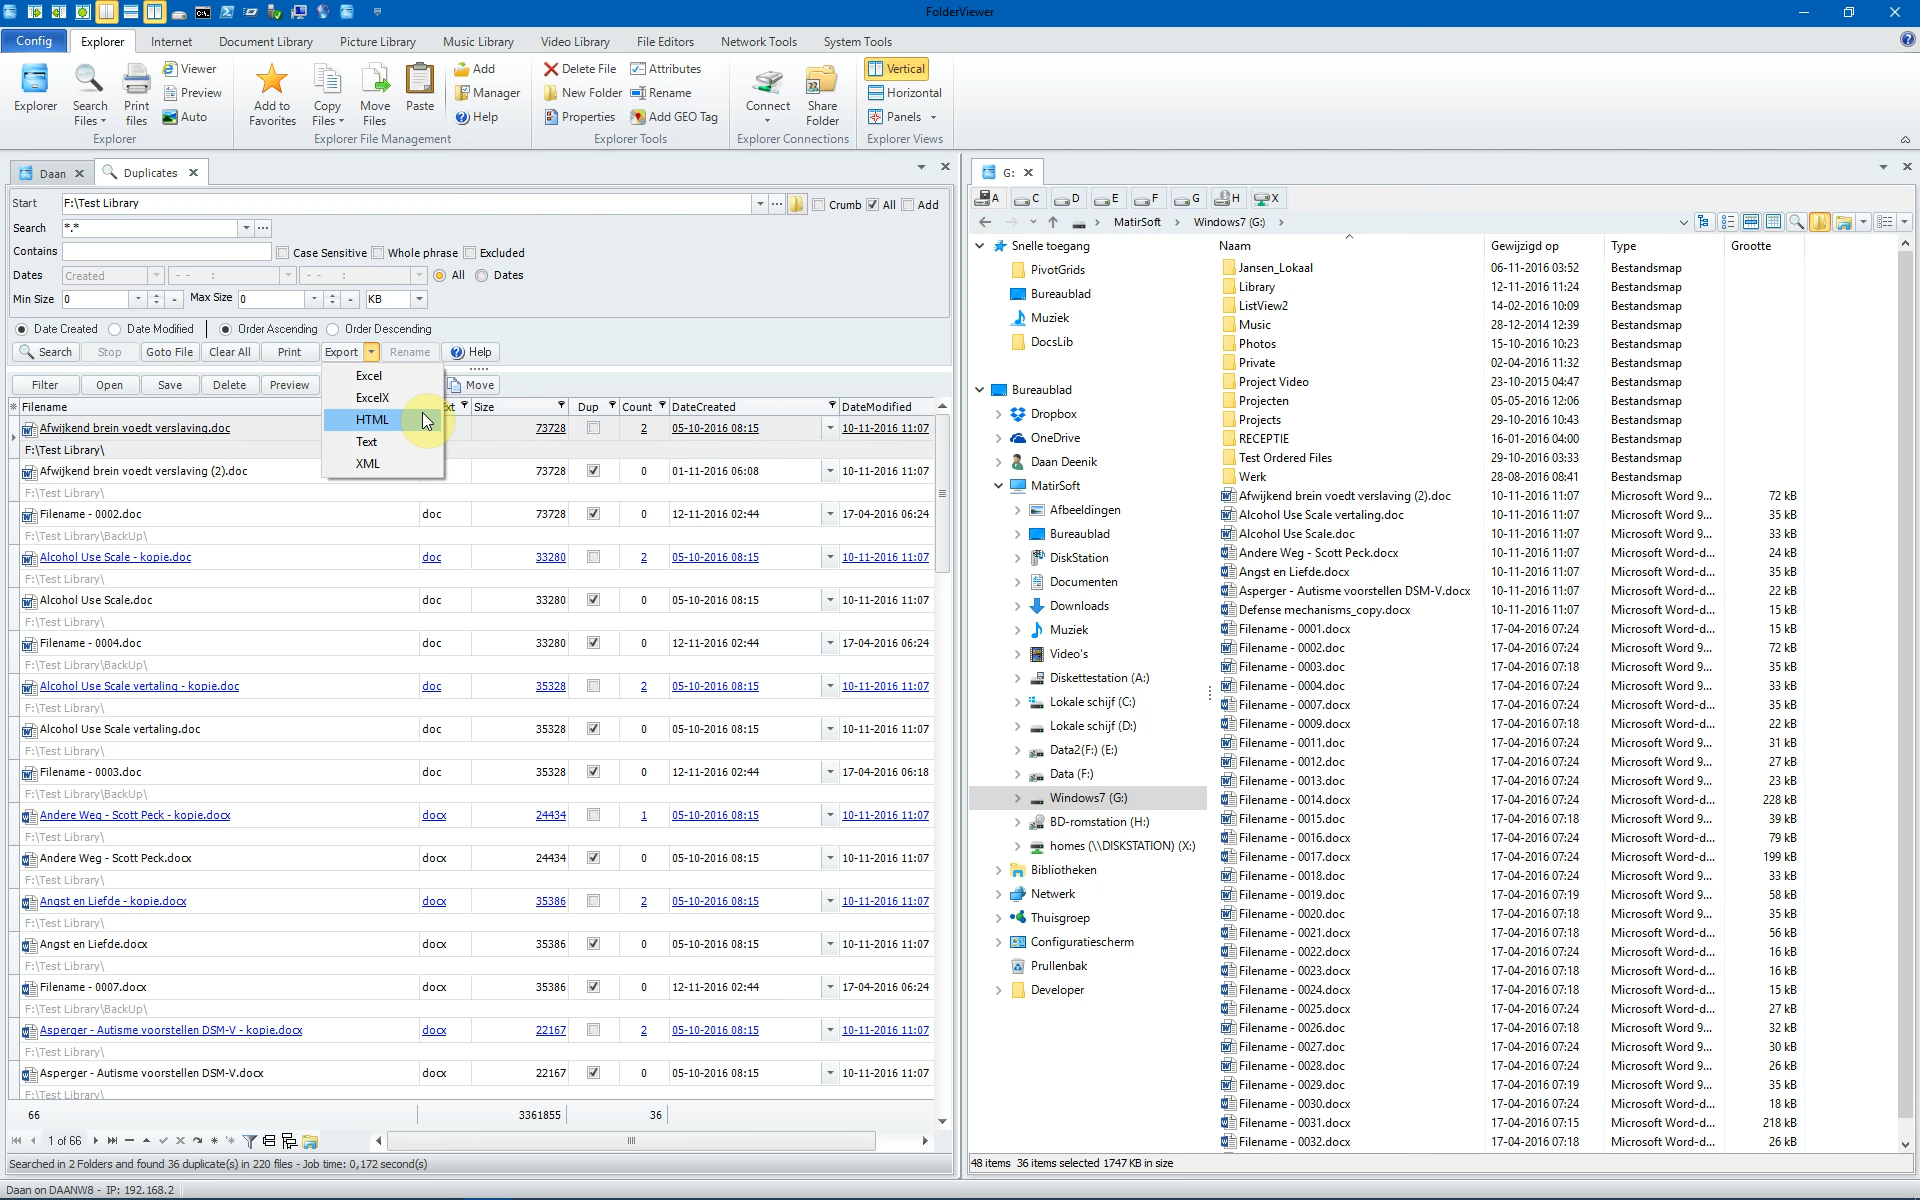 FolderViewer
Config Explorer Internet Document Library Picture Library Music Library Video Library File Editors Network Tools System Tools
Explorer
Search Files
Print files
Viewer
Preview
Auto
Explorer
Add to Favorites
Copy Files
Move Files
Paste
Add
Manager
Help
Explorer File Management
Delete File
New Folder
Properties
Attributes
Rename
Add GEO Tag
Explorer Tools
Connect
Share Folder
Explorer Connections
Vertical
Horizontal
Panels
Explorer Views
Daan Duplicates
Start F:\Test Library Crumb All Add
Search *.*
Contains Case Sensitive Whole phrase Excluded
Dates Created - - : - - : All Dates
Min Size 0 Max Size 0 KB
Date Created Date Modified Order Ascending Order Descending
Search Stop Goto File Clear All Print Export Rename Help
Filter Open Save Delete Preview Move
Excel
ExcelX
HTML
Text
XML
Filename Size Dup Count DateCreated DateModified
Afwijkend brein voedt verslaving.doc 73728 2 05-10-2016 08:15 10-11-2016 11:07
F:\Test Library\
Afwijkend brein voedt verslaving (2).doc 73728 0 01-11-2016 06:08 10-11-2016 11:07
F:\Test Library\
Filename - 0002.doc doc 73728 0 12-11-2016 02:44 17-04-2016 06:24
F:\Test Library\BackUp\
Alcohol Use Scale - kopie.doc doc 33280 2 05-10-2016 08:15 10-11-2016 11:07
F:\Test Library\
Alcohol Use Scale.doc doc 33280 0 05-10-2016 08:15 10-11-2016 11:07
F:\Test Library\
Filename - 0004.doc doc 33280 0 12-11-2016 02:44 17-04-2016 06:24
F:\Test Library\BackUp\
Alcohol Use Scale vertaling - kopie.doc doc 35328 2 05-10-2016 08:15 10-11-2016 11:07
F:\Test Library\
Alcohol Use Scale vertaling.doc doc 35328 0 05-10-2016 08:15 10-11-2016 11:07
F:\Test Library\
Filename - 0003.doc doc 35328 0 12-11-2016 02:44 17-04-2016 06:18
F:\Test Library\BackUp\
Andere Weg - Scott Peck - kopie.docx docx 24434 1 05-10-2016 08:15 10-11-2016 11:07
F:\Test Library\
Andere Weg - Scott Peck.docx docx 24434 0 05-10-2016 08:15 10-11-2016 11:07
F:\Test Library\
Angst en Liefde - kopie.docx docx 35386 2 05-10-2016 08:15 10-11-2016 11:07
F:\Test Library\
Angst en Liefde.docx docx 35386 0 05-10-2016 08:15 10-11-2016 11:07
F:\Test Library\
Filename - 0007.docx docx 35386 0 12-11-2016 02:44 17-04-2016 06:24
F:\Test Library\BackUp\
Asperger - Autisme voorstellen DSM-V - kopie.docx docx 22167 2 05-10-2016 08:15 10-11-2016 11:07
F:\Test Library\
Asperger - Autisme voorstellen DSM-V.docx docx 22167 0 05-10-2016 08:15 10-11-2016 11:07
F:\Test Library\
66 3361855 36
1 of 66
Searched in 2 Folders and found 36 duplicate(s) in 220 files - Job time: 0,172 second(s)
Daan on DAANW8 - IP: 192.168.2
G:
A C D E F G H X
MatirSoft Windows7 (G:)
Snelle toegang
PivotGrids
Bureaublad
Muziek
DocsLib
Bureaublad
Dropbox
OneDrive
Daan Deenik
MatirSoft
Afbeeldingen
Bureaublad
DiskStation
Documenten
Downloads
Muziek
Video's
Diskettestation (A:)
Lokale schijf (C:)
Lokale schijf (D:)
Data2(F:) (E:)
Data (F:)
Windows7 (G:)
BD-romstation (H:)
homes (\\DISKSTATION) (X:)
Bibliotheken
Netwerk
Thuisgroep
Configuratiescherm
Prullenbak
Developer
Naam Gewijzigd op Type Grootte
Jansen_Lokaal 06-11-2016 03:52 Bestandsmap
Library 12-11-2016 11:24 Bestandsmap
ListView2 14-02-2016 10:09 Bestandsmap
Music 28-12-2014 12:39 Bestandsmap
Photos 15-10-2016 10:23 Bestandsmap
Private 02-04-2016 11:32 Bestandsmap
Project Video 23-10-2015 04:47 Bestandsmap
Projecten 05-05-2016 12:06 Bestandsmap
Projects 29-10-2016 10:43 Bestandsmap
RECEPTIE 16-01-2016 04:00 Bestandsmap
Test Ordered Files 29-10-2016 03:33 Bestandsmap
Werk 28-08-2016 08:41 Bestandsmap
Afwijkend brein voedt verslaving (2).doc 10-11-2016 11:07 Microsoft Word 9... 72 kB
Alcohol Use Scale vertaling.doc 10-11-2016 11:07 Microsoft Word 9... 35 kB
Alcohol Use Scale.doc 10-11-2016 11:07 Microsoft Word 9... 33 kB
Andere Weg - Scott Peck.docx 10-11-2016 11:07 Microsoft Word-d... 24 kB
Angst en Liefde.docx 10-11-2016 11:07 Microsoft Word-d... 35 kB
Asperger - Autisme voorstellen DSM-V.docx 10-11-2016 11:07 Microsoft Word-d... 22 kB
Defense mechanisms_copy.docx 10-11-2016 11:07 Microsoft Word-d... 15 kB
Filename - 0001.docx 17-04-2016 07:24 Microsoft Word-d... 15 kB
Filename - 0002.doc 17-04-2016 07:24 Microsoft Word 9... 72 kB
Filename - 0003.doc 17-04-2016 07:18 Microsoft Word 9... 35 kB
Filename - 0004.doc 17-04-2016 07:24 Microsoft Word 9... 33 kB
Filename - 0007.docx 17-04-2016 07:24 Microsoft Word-d... 35 kB
Filename - 0009.docx 17-04-2016 07:18 Microsoft Word-d... 22 kB
Filename - 0011.doc 17-04-2016 07:24 Microsoft Word 9... 31 kB
Filename - 0012.doc 17-04-2016 07:24 Microsoft Word 9... 27 kB
Filename - 0013.doc 17-04-2016 07:24 Microsoft Word 9... 23 kB
Filename - 0014.docx 17-04-2016 07:24 Microsoft Word-d... 228 kB
Filename - 0015.doc 17-04-2016 07:18 Microsoft Word 9... 39 kB
Filename - 0016.docx 17-04-2016 07:24 Microsoft Word-d... 79 kB
Filename - 0017.docx 17-04-2016 07:24 Microsoft Word-d... 199 kB
Filename - 0018.doc 17-04-2016 07:24 Microsoft Word 9... 33 kB
Filename - 0019.doc 17-04-2016 07:19 Microsoft Word 9... 58 kB
Filename - 0020.doc 17-04-2016 07:18 Microsoft Word 9... 35 kB
Filename - 0021.docx 17-04-2016 07:18 Microsoft Word-d... 56 kB
Filename - 0022.docx 17-04-2016 07:24 Microsoft Word-d... 16 kB
Filename - 0023.docx 17-04-2016 07:18 Microsoft Word-d... 16 kB
Filename - 0024.docx 17-04-2016 07:18 Microsoft Word-d... 15 kB
Filename - 0025.docx 17-04-2016 07:24 Microsoft Word-d... 27 kB
Filename - 0026.doc 17-04-2016 07:18 Microsoft Word 9... 32 kB
Filename - 0027.doc 17-04-2016 07:24 Microsoft Word 9... 30 kB
Filename - 0028.doc 17-04-2016 07:24 Microsoft Word 9... 26 kB
Filename - 0029.doc 17-04-2016 07:19 Microsoft Word 9... 35 kB
Filename - 0030.docx 17-04-2016 07:24 Microsoft Word-d... 18 kB
Filename - 0031.docx 17-04-2016 07:15 Microsoft Word-d... 218 kB
Filename - 0032.docx 17-04-2016 07:18 Microsoft Word-d... 26 kB
48 items 36 items selected 1747 KB in size